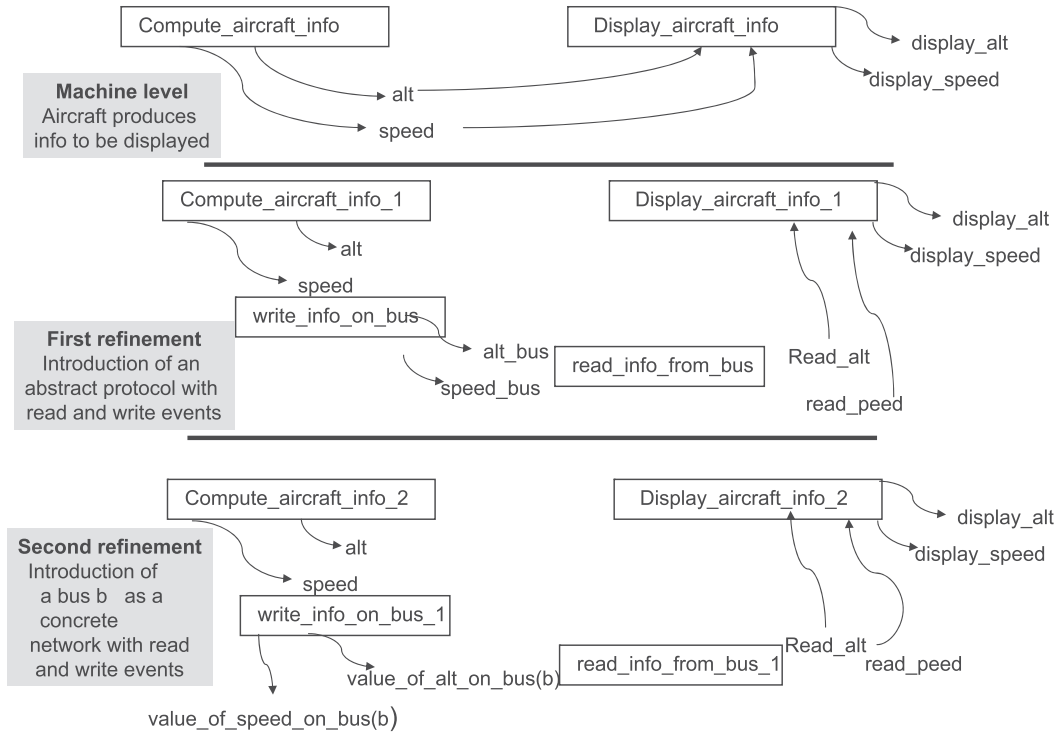 Compute_aircraft_info
Display_aircraft_info
display_alt
display_speed
Machine level
Aircraft produces
info to be displayed
alt
speed
Compute_aircraft_info_1
Display_aircraft_info_1
display_alt
display_speed
alt
speed
write_info_on_bus
First refinement
Introduction of an
abstract protocol with
read and write events
alt_bus
speed_bus
read_info_from_bus
Read_alt
read_peed
Compute_aircraft_info_2
Display_aircraft_info_2
display_alt
display_speed
alt
speed
Second refinement
Introduction of
a bus b as a
concrete
network with read
and write events
write_info_on_bus_1
value_of_alt_on_bus(b)
value_of_speed_on_bus(b)
read_info_from_bus_1
Read_alt
read_peed